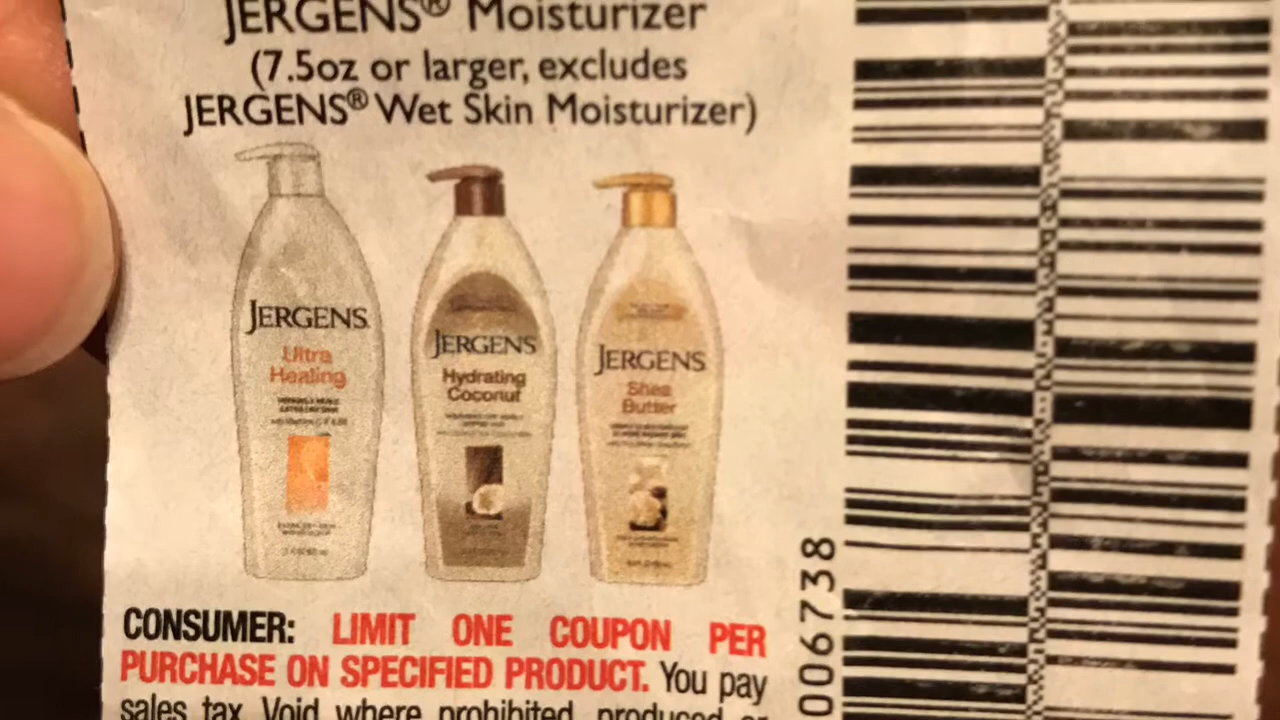 JERGENS® Moisturizer
(7.5oz or larger, excludes
JERGENS® Wet Skin Moisturizer)
JERGENS
Ultra
Healing
JERGENS
Hydrating
Coconut
JERGENS
Shea
Butter
CONSUMER: LIMIT ONE COUPON PER
PURCHASE ON SPECIFIED PRODUCT. You pay
sales tax. Void where prohibited, produced or
006738